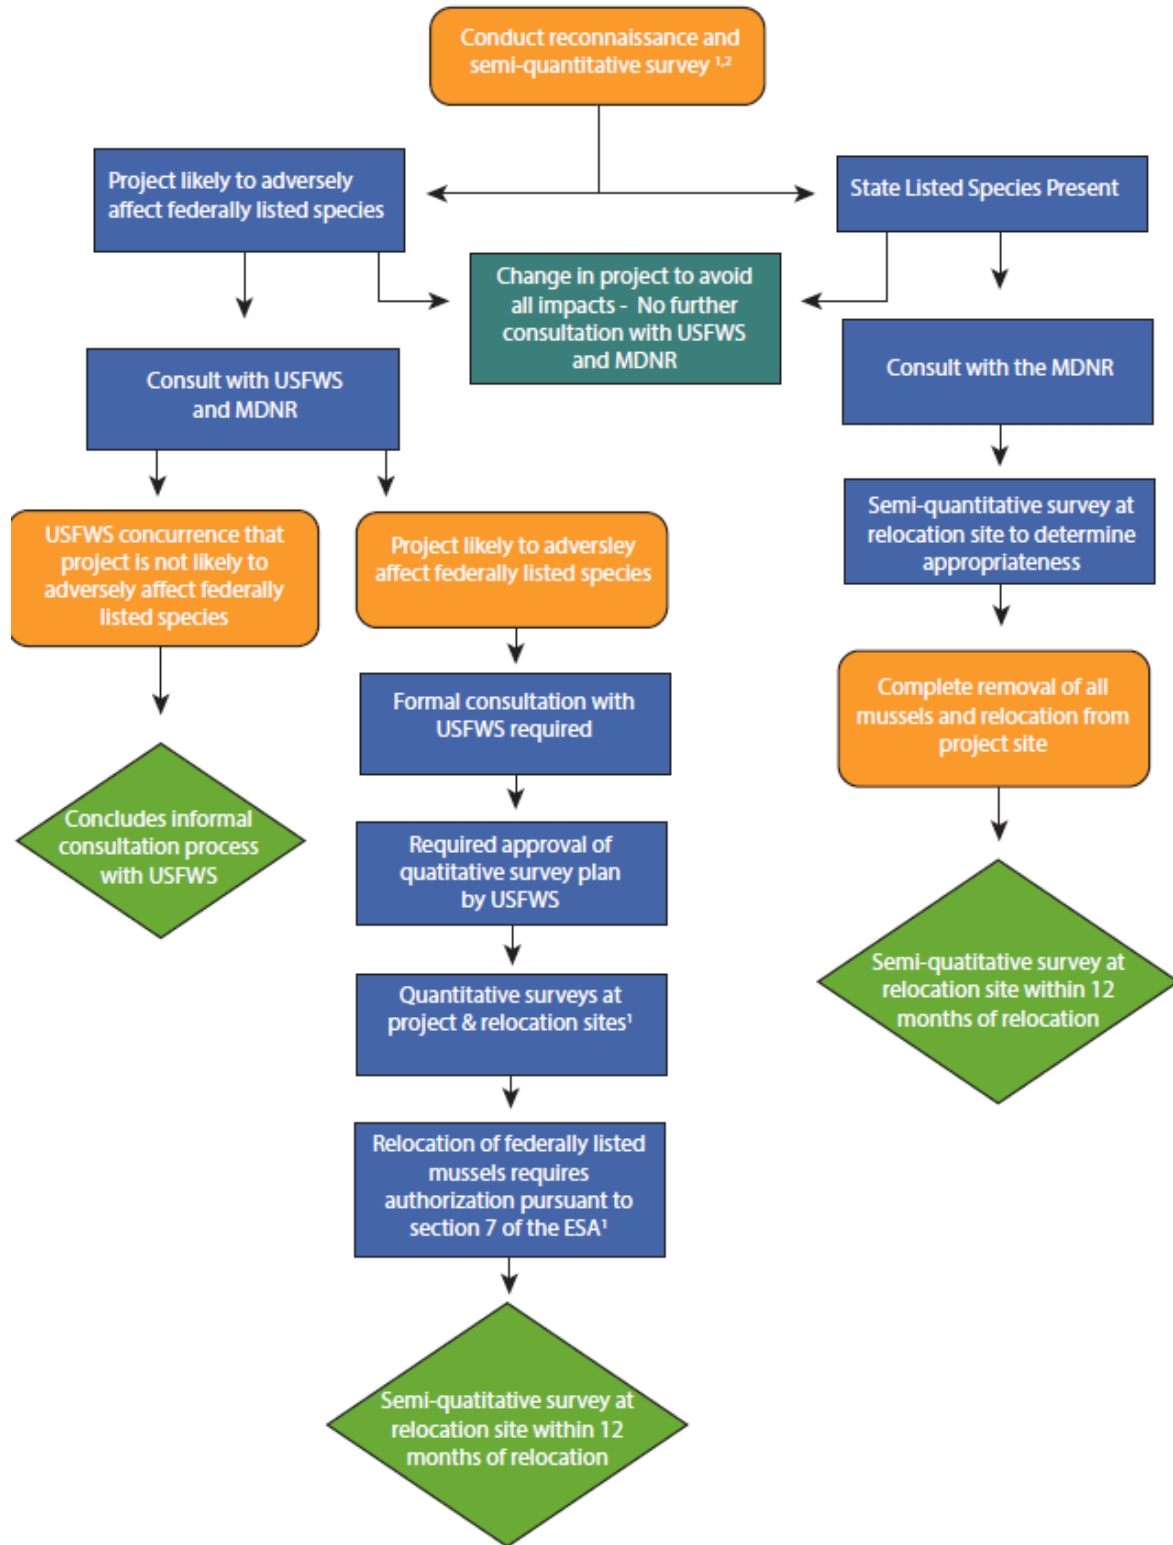 Conduct reconnaissance and
semi-quantitative survey ¹,²
Project likely to adversely
affect federally listed species
State Listed Species Present
Change in project to avoid
all impacts - No further
consultation with USFWS
and MDNR
Consult with USFWS
and MDNR
Consult with the MDNR
USFWS concurrence that
project is not likely to
adversely affect federally
listed species
Project likely to adversley
affect federally listed species
Semi-quantitative survey at
relocation site to determine
appropriateness
Formal consultation with
USFWS required
Complete removal of all
mussels and relocation from
project site
Concludes informal
consultation process
with USFWS
Required approval of
quatitative survey plan
by USFWS
Semi-quatitative survey at
relocation site within 12
months of relocation
Quantitative surveys at
project & relocation sites¹
Relocation of federally listed
mussels requires
authorization pursuant to
section 7 of the ESA¹
Semi-quatitative survey at
relocation site within 12
months of relocation